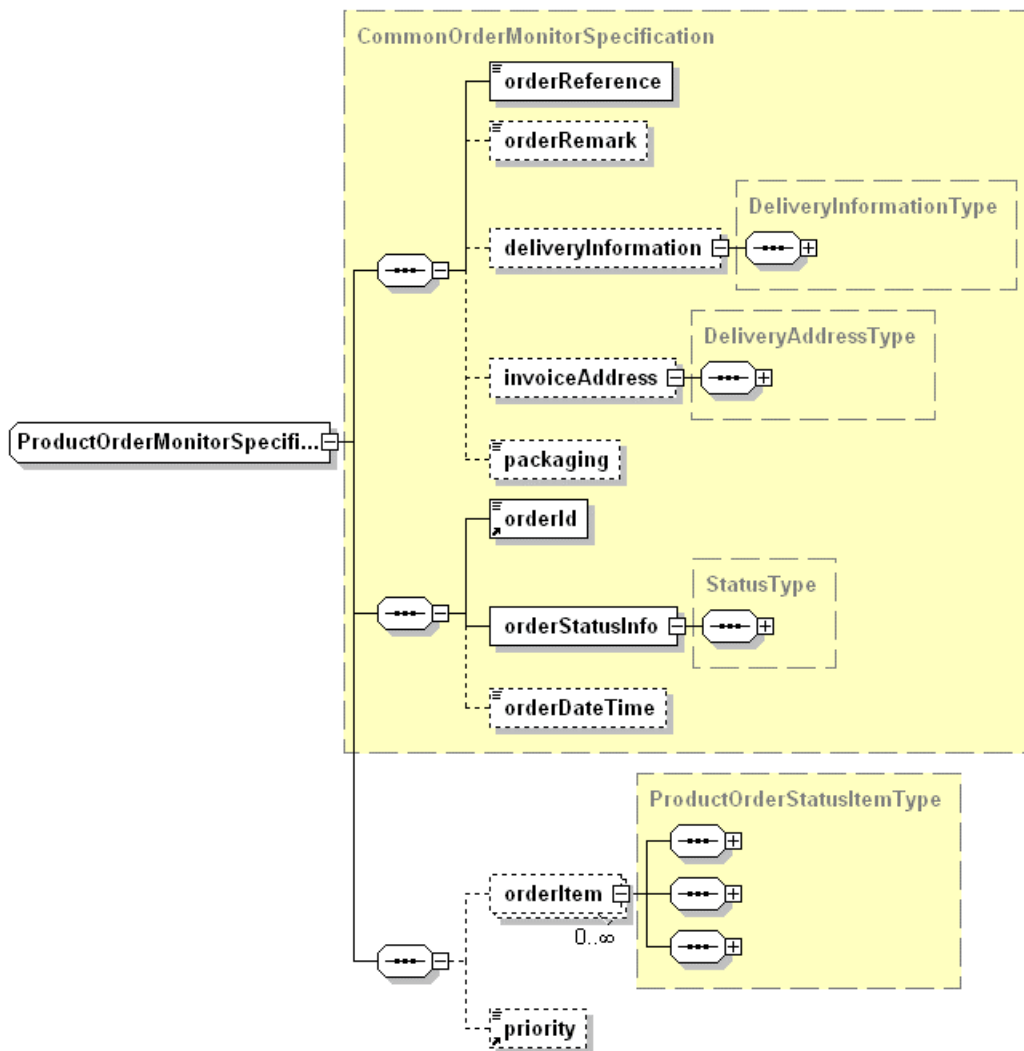 CommonOrderMonitorSpecification
orderReference
orderRemark
DeliveryInformationType
deliveryInformation
DeliveryAddressType
invoiceAddress
ProductOrderMonitorSpecifi...
packaging
orderId
StatusType
orderStatusInfo
orderDateTime
ProductOrderStatusItemType
orderItem
0..∞
priority